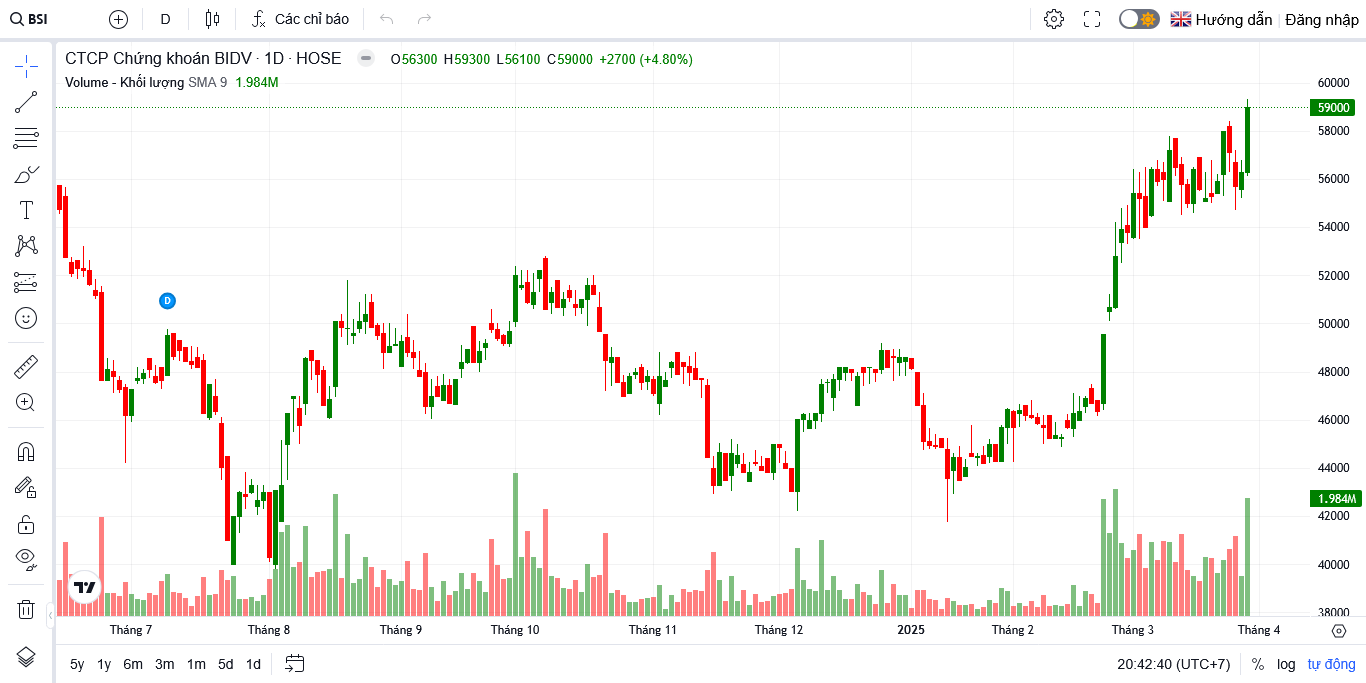 BSI D Các chỉ báo Hướng dẫn Đăng nhập
CTCP Chứng khoán BIDV · 1D · HOSE O56300 H59300 L56100 C59000 +2700 (+4.80%)
Volume - Khối lượng SMA 9 1.984M
60000
59000
58000
56000
54000
52000
D
50000
48000
46000
44000
1.984M
42000
40000
38000
Tháng 7 Tháng 8 Tháng 9 Tháng 10 Tháng 11 Tháng 12 2025 Tháng 2 Tháng 3 Tháng 4
5y 1y 6m 3m 1m 5d 1d 20:42:40 (UTC+7) % log tự động